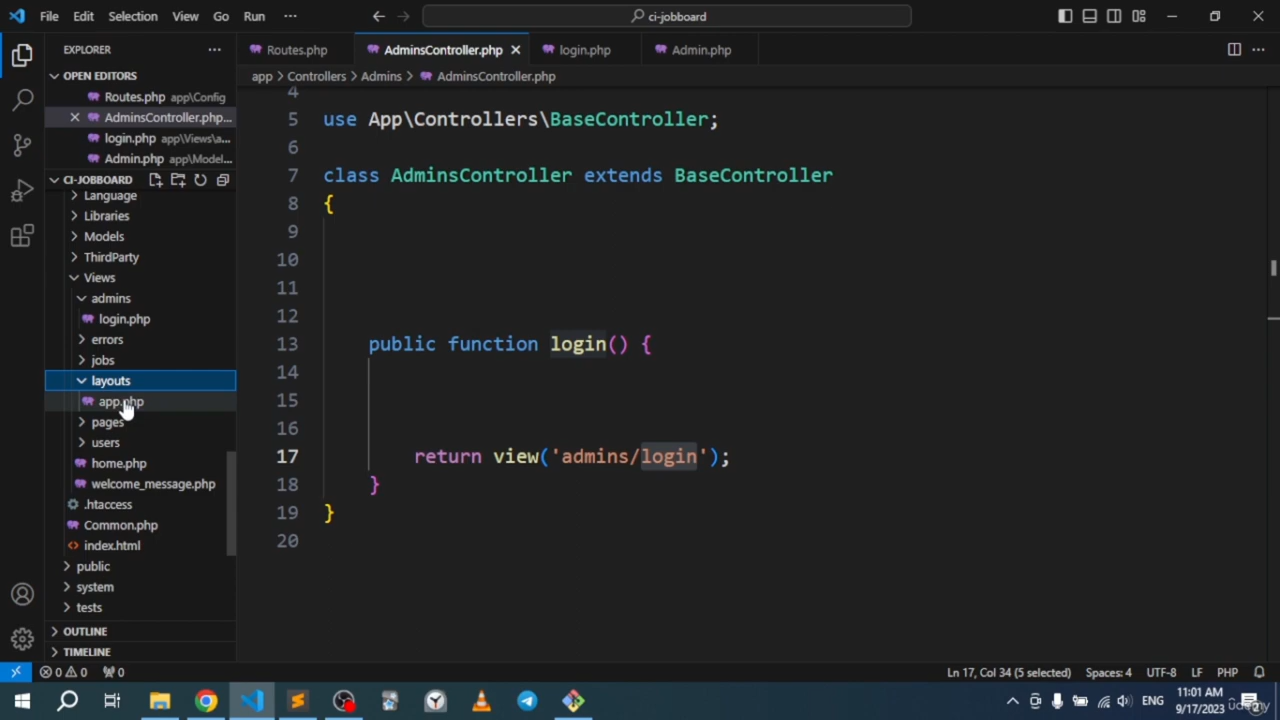 File Edit Selection View Go Run ···
ci-jobboard
EXPLORER
OPEN EDITORS
Routes.php app\Config
AdminsController.php...
login.php app\Views\a...
Admin.php app\Model...
CI-JOBBOARD
Language
Libraries
Models
ThirdParty
Views
admins
login.php
errors
jobs
layouts
app.php
pages
users
home.php
welcome_message.php
.htaccess
Common.php
index.html
public
system
tests
OUTLINE
TIMELINE
Routes.php AdminsController.php login.php Admin.php
app > Controllers > Admins > AdminsController.php
4
5 use App\Controllers\BaseController;
6
7 class AdminsController extends BaseController
8 {
9
10
11
12
13 public function login() {
14
15
16
17 return view('admins/login');
18 }
19 }
20
0 0 0 Ln 17, Col 34 (5 selected) Spaces: 4 UTF-8 LF PHP
ENG 11:01 AM
9/17/2023
udemy